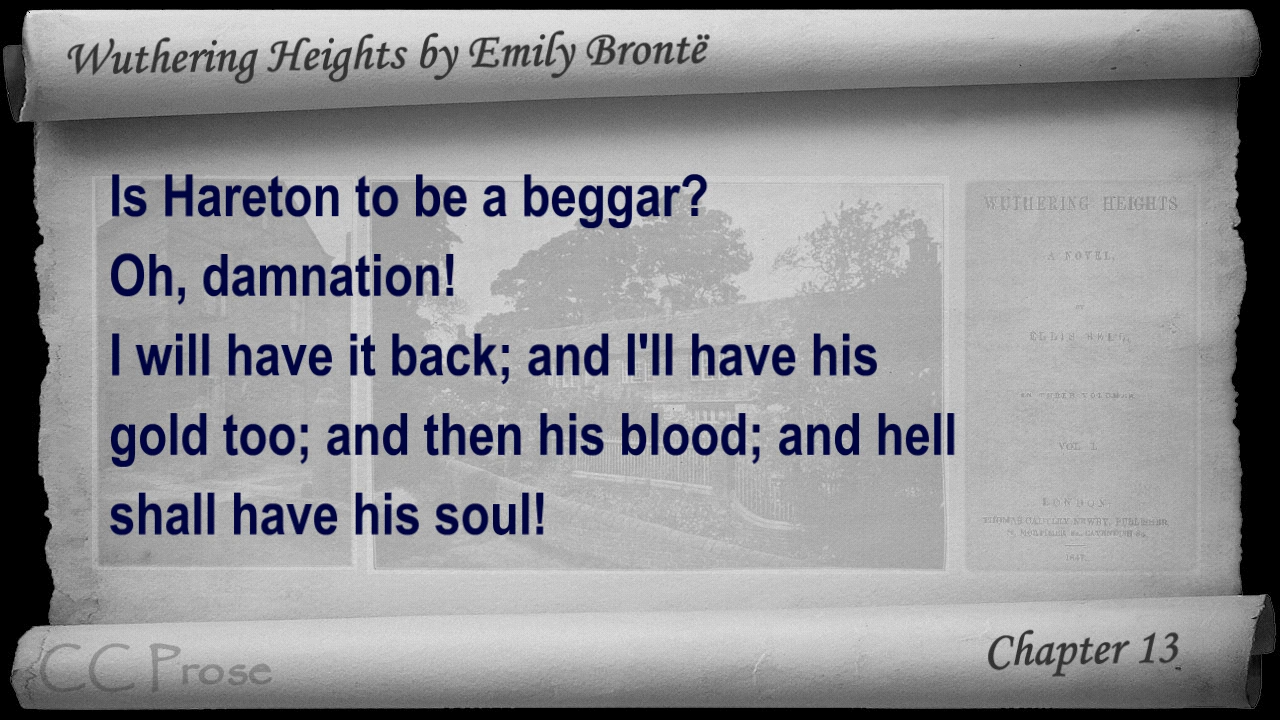 Wuthering Heights by Emily Brontë
Is Hareton to be a beggar?
Oh, damnation!
I will have it back; and I'll have his
gold too; and then his blood; and hell
shall have his soul!
WUTHERING HEIGHTS
A NOVEL,
VOL. I.
LONDON
1847.
CC Prose
Chapter 13